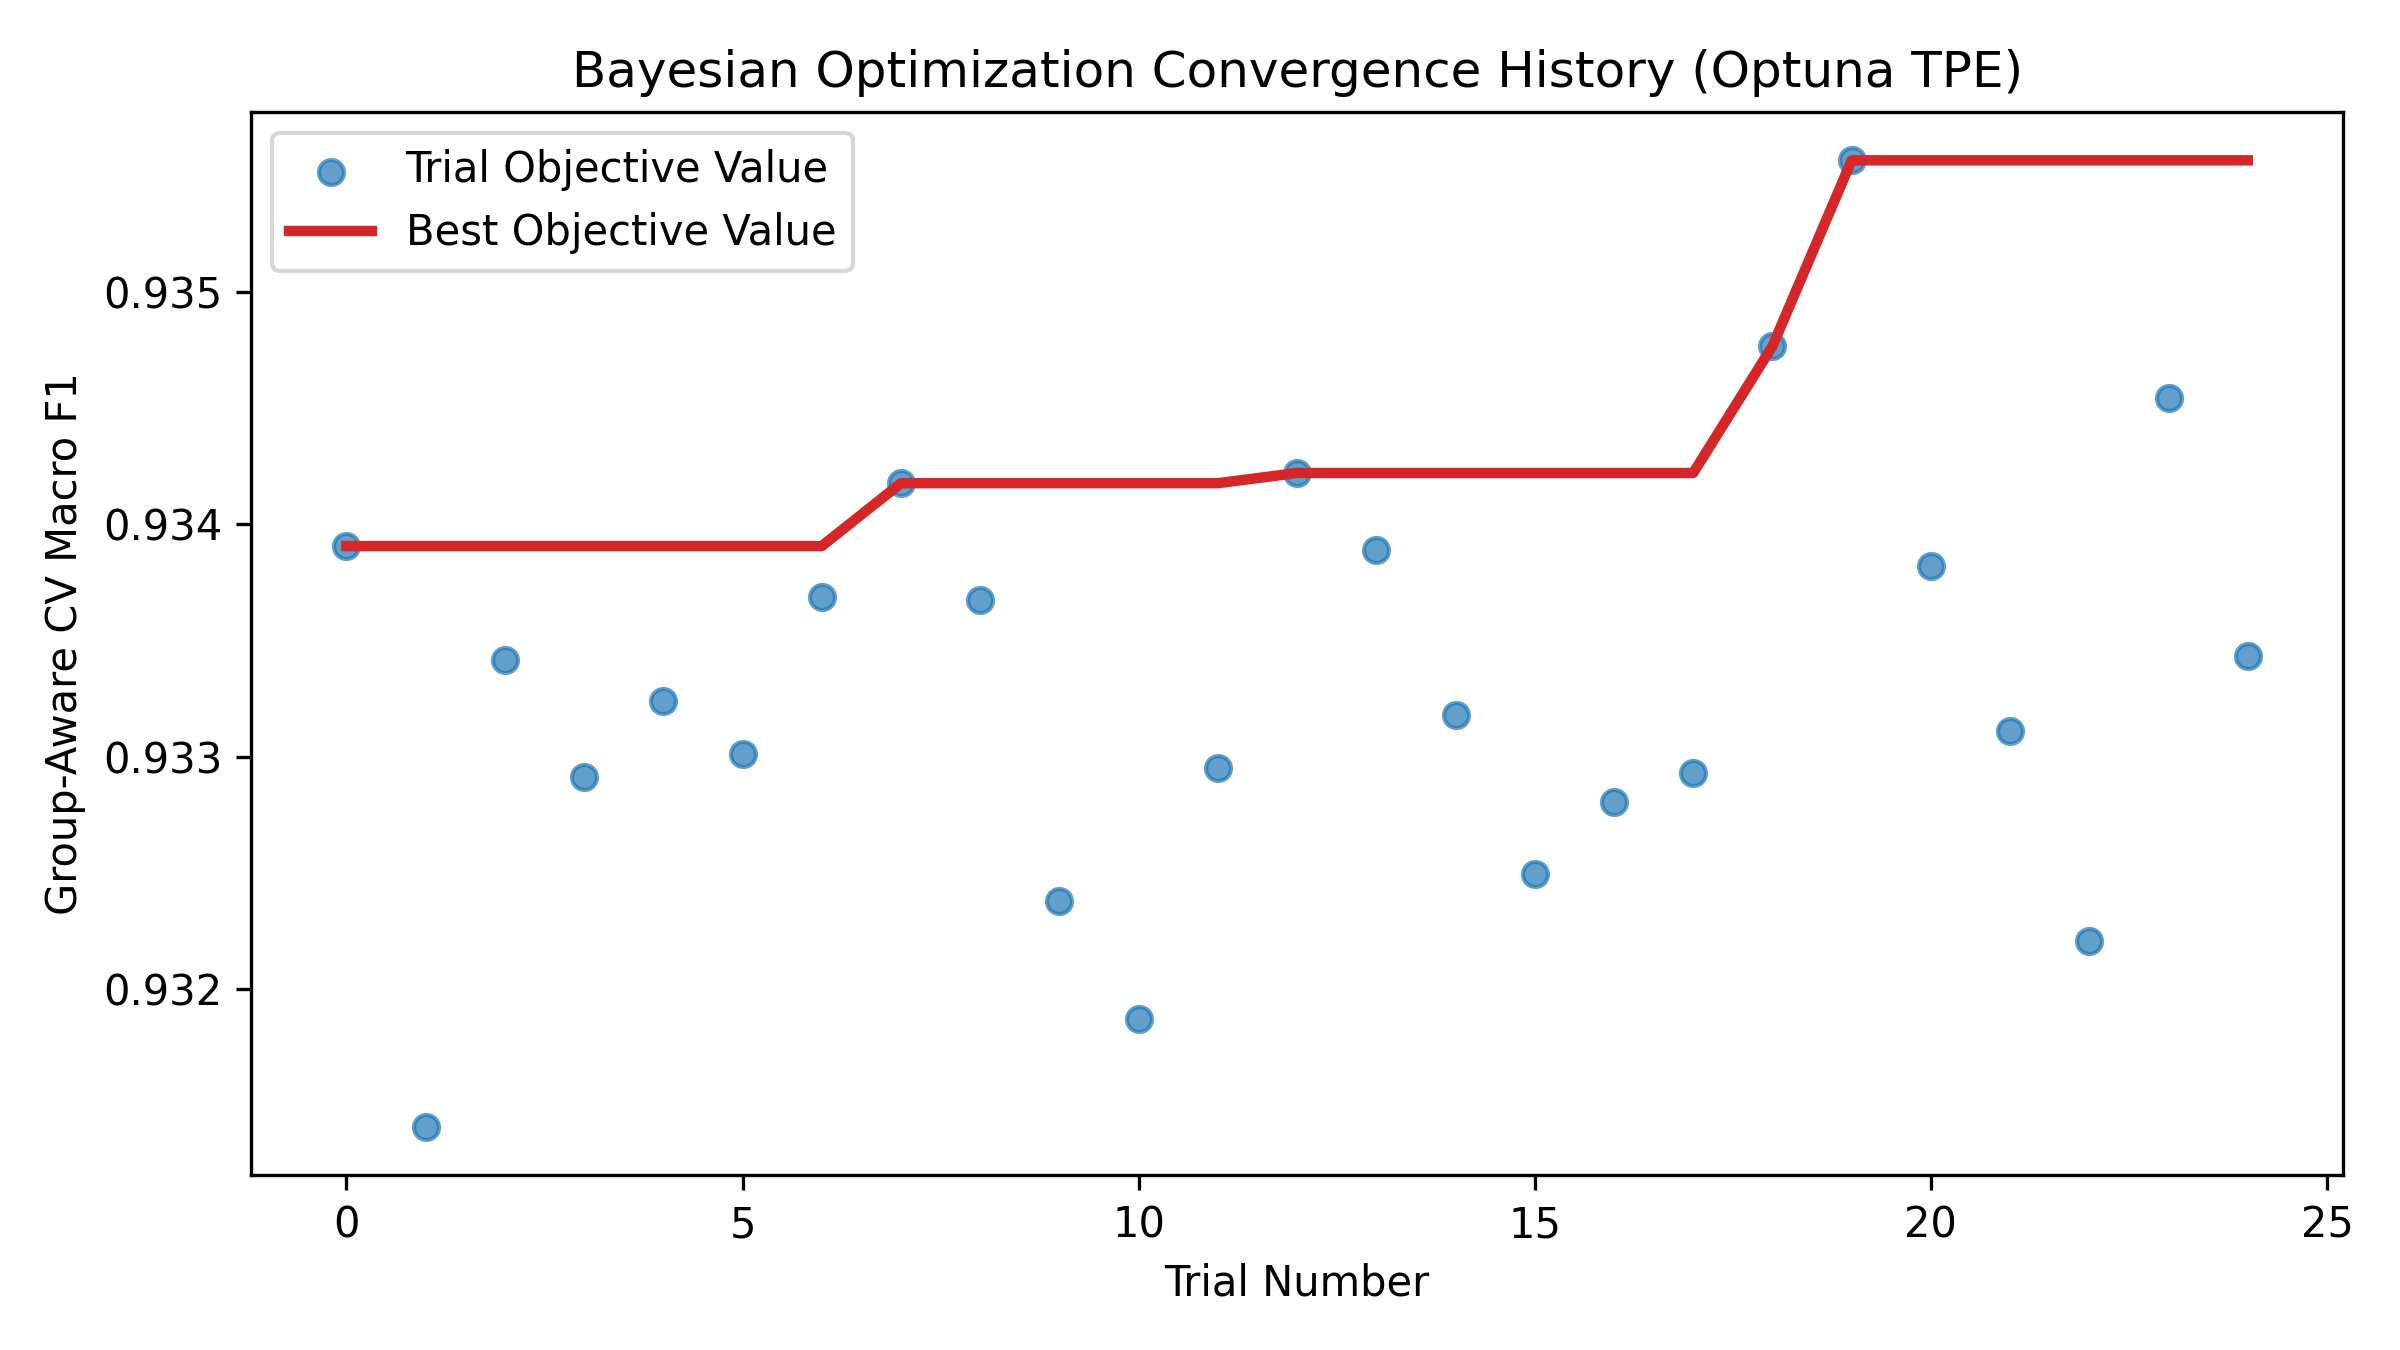 Bayesian Optimization Convergence History (Optuna TPE)
Trial Objective Value
Best Objective Value
Group-Aware CV Macro F1
0.935
0.934
0.933
0.932
0 5 10 15 20 25
Trial Number